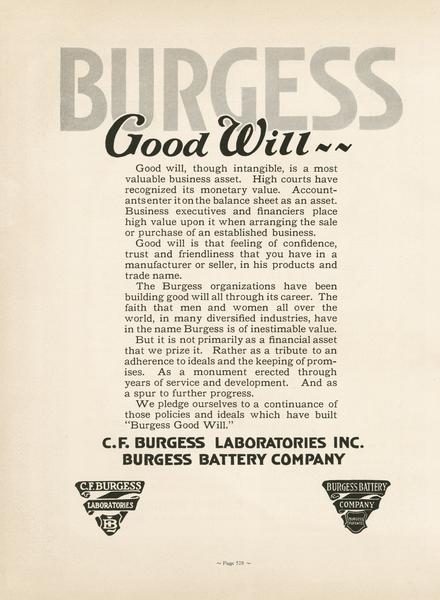 BURGESS
Good Will~~
Good will, though intangible, is a most
valuable business asset. High courts have
recognized its monetary value. Account-
ants enter it on the balance sheet as an asset.
Business executives and financiers place
high value upon it when arranging the sale
or purchase of an established business.
Good will is that feeling of confidence,
trust and friendliness that you have in a
manufacturer or seller, in his products and
trade name.
The Burgess organizations have been
building good will all through its career. The
faith that men and women all over the
world, in many diversified industries, have
in the name Burgess is of inestimable value.
But it is not primarily as a financial asset
that we prize it. Rather as a tribute to an
adherence to ideals and the keeping of prom-
ises. As a monument erected through
years of service and development. And as
a spur to further progress.
We pledge ourselves to a continuance of
those policies and ideals which have built
"Burgess Good Will."
C.F. BURGESS LABORATORIES INC.
BURGESS BATTERY COMPANY
C.F. BURGESS
LABORATORIES
BURGESS BATTERY
COMPANY
~ Page 528 ~